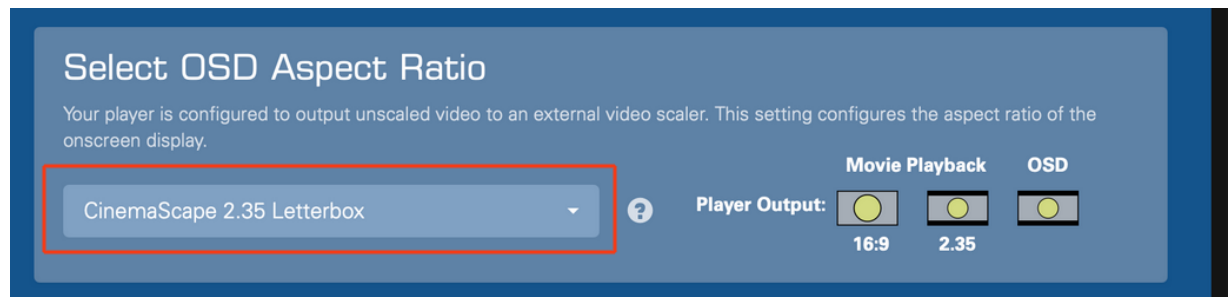 Select OSD Aspect Ratio
Your player is configured to output unscaled video to an external video scaler. This setting configures the aspect ratio of the
onscreen display.
Movie Playback OSD
CinemaScape 2.35 Letterbox
?
Player Output:
16:9 2.35